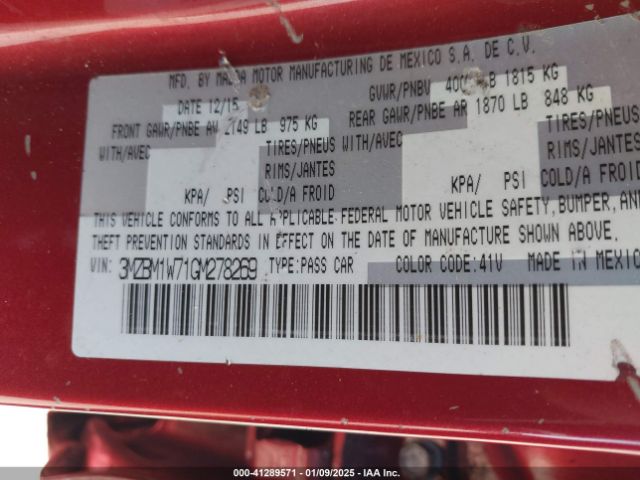 MFD. BY MAZDA MOTOR MANUFACTURING DE MEXICO S.A. DE C.V.
DATE 12/15 GVWR/PNBV LB 1815 KG
FRONT GAWR/PNBE AV 2149 LB 975 KG REAR GAWR/PNBE AR 1870 LB 848 KG
WITH/AVEC TIRES/PNEUS WITH/AVEC TIRES/PNEUS
RIMS/JANTES RIMS/JANTES
KPA/ PSI COLD/A FROID KPA/ PSI COLD/A FROID
THIS VEHICLE CONFORMS TO ALL APPLICABLE FEDERAL MOTOR VEHICLE SAFETY, BUMPER, AND
THEFT PREVENTION STANDARDS IN EFFECT ON THE DATE OF MANUFACTURE SHOWN ABOVE.
VIN: 3MZBM1W71GM278269 TYPE:PASS CAR COLOR CODE:41V MADE IN MEXICO
000-41289571 | 01/09/2025 | IAA Inc.